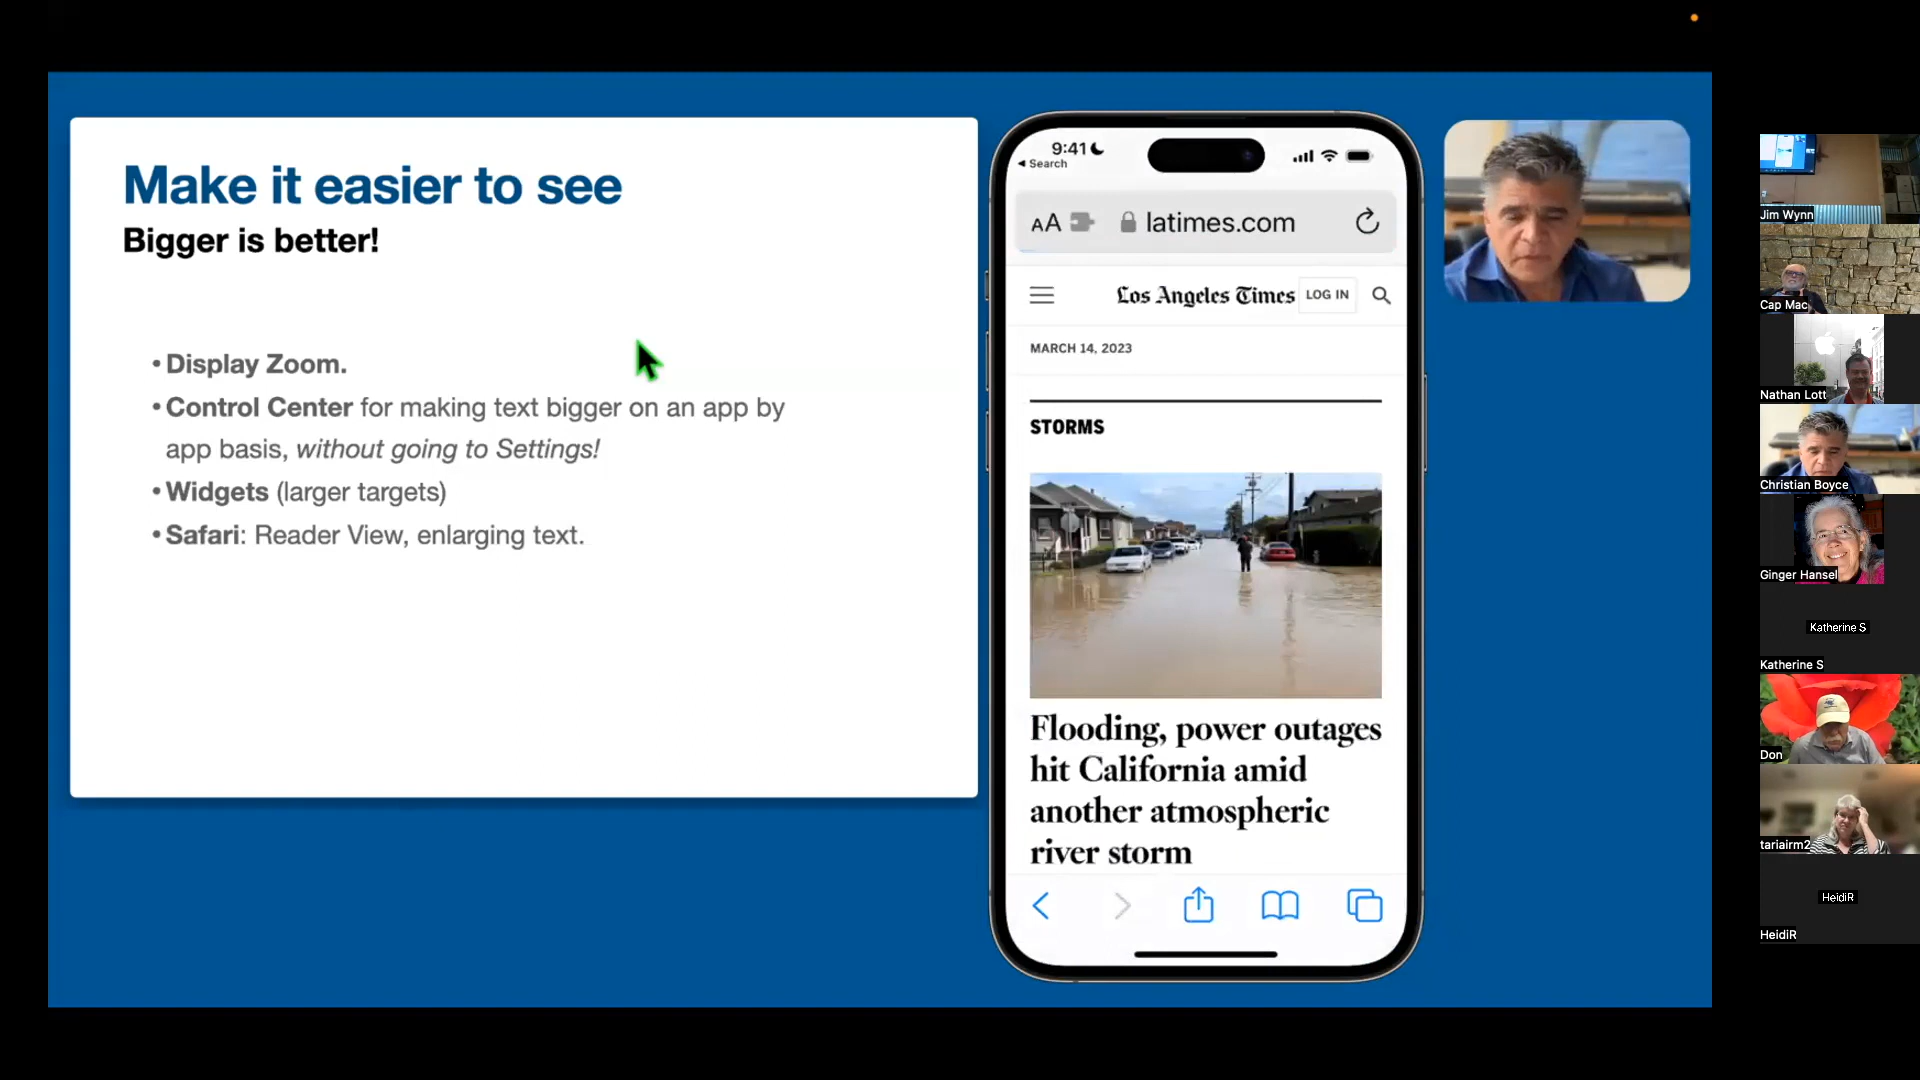 Make it easier to see
Bigger is better!
• Display Zoom.
• Control Center for making text bigger on an app by
app basis, without going to Settings!
• Widgets (larger targets)
• Safari: Reader View, enlarging text.
9:41
Search
AA latimes.com
Los Angeles Times LOG IN
MARCH 14, 2023
STORMS
Flooding, power outages
hit California amid
another atmospheric
river storm
Jim Wynn
Cap Mac
Nathan Lott
Christian Boyce
Ginger Hansel
Katherine S
Katherine S
Don
tariairm2
HeidiR
HeidiR